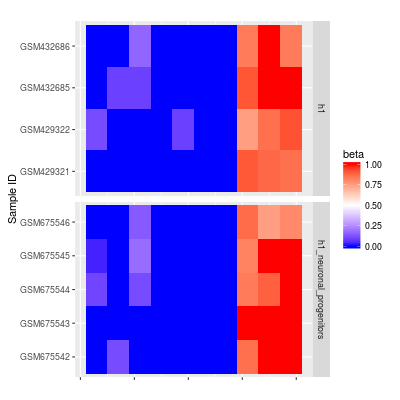 Sample ID
GSM432686
GSM432685
GSM429322
GSM429321
h1
GSM675546
GSM675545
GSM675544
GSM675543
GSM675542
h1_neuronal_progenitors
beta
1.00
0.75
0.50
0.25
0.00